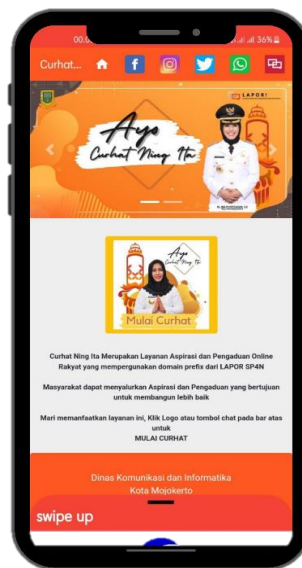 00.0
36%
Curhat...
LAPOR!
Ayo
Curhat Ning Ita
Ayo
Curhat Ning Ita
Mulai Curhat
Curhat Ning Ita Merupakan Layanan Aspirasi dan Pengaduan Online
Rakyat yang mempergunakan domain prefix dari LAPOR SP4N
Masyarakat dapat menyalurkan Aspirasi dan Pengaduan yang bertujuan
untuk membangun lebih baik
Mari memanfaatkan layanan ini, Klik Logo atau tombol chat pada bar atas
untuk
MULAI CURHAT
Dinas Komunikasi dan Informatika
Kota Mojokerto
swipe up